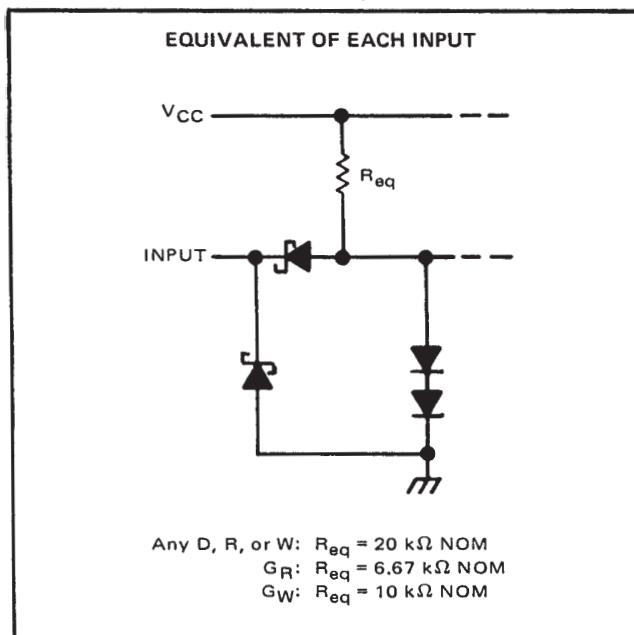 EQUIVALENT OF EACH INPUT
VCC
Req
INPUT
Any D, R, or W: Req = 20 kΩ NOM
GR: Req = 6.67 kΩ NOM
GW: Req = 10 kΩ NOM